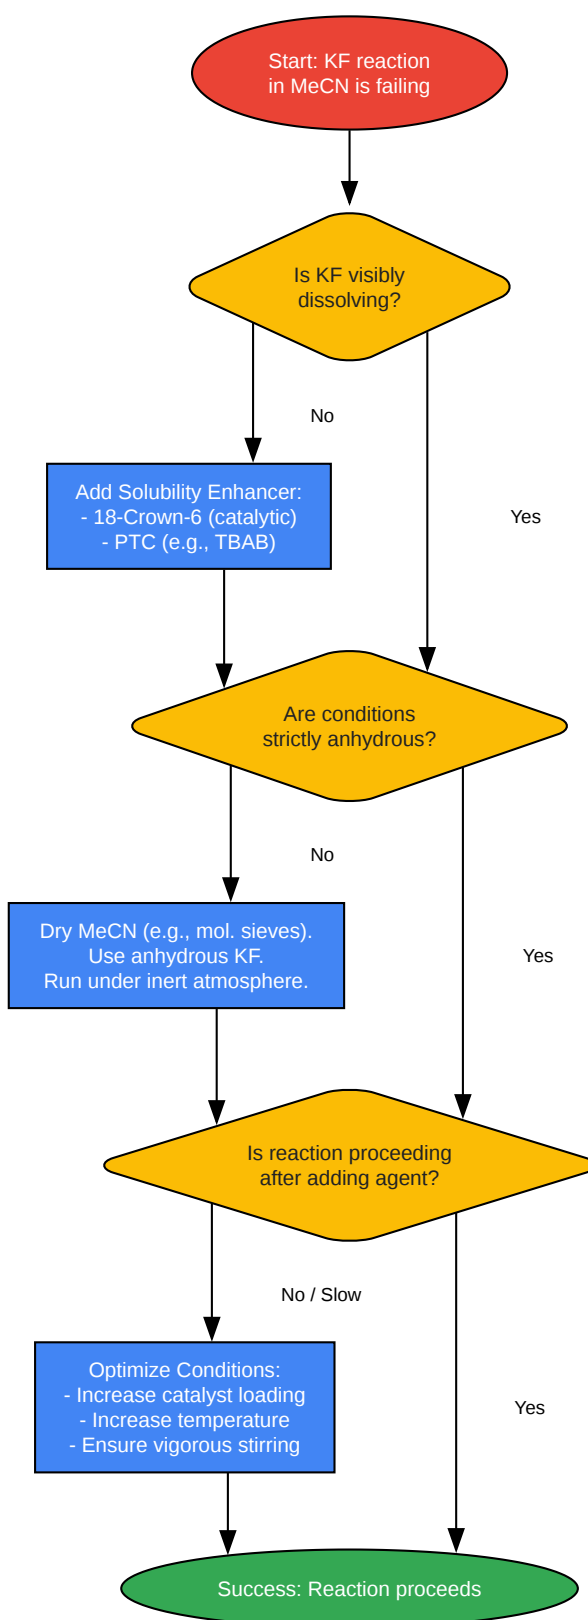 Start: KF reaction
in MeCN is failing
Is KF visibly
dissolving?
No
Add Solubility Enhancer:
- 18-Crown-6 (catalytic)
- PTC (e.g., TBAB)
Yes
Are conditions
strictly anhydrous?
No
Dry MeCN (e.g., mol. sieves).
Use anhydrous KF.
Run under inert atmosphere.
Yes
Is reaction proceeding
after adding agent?
No / Slow
Optimize Conditions:
- Increase catalyst loading
- Increase temperature
- Ensure vigorous stirring
Yes
Success: Reaction proceeds